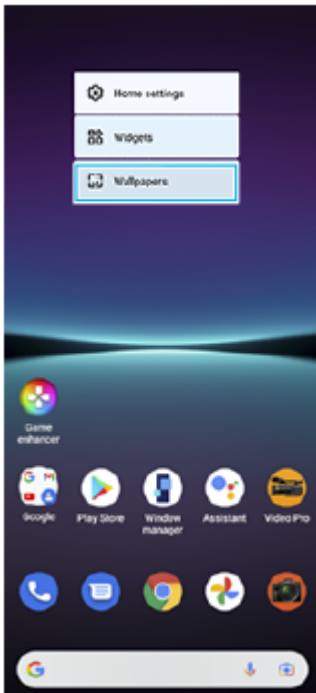 Home settings
Widgets
Wallpapers
Game
enhancer
Google
Play Store
Window
manager
Assistant
Video Pro